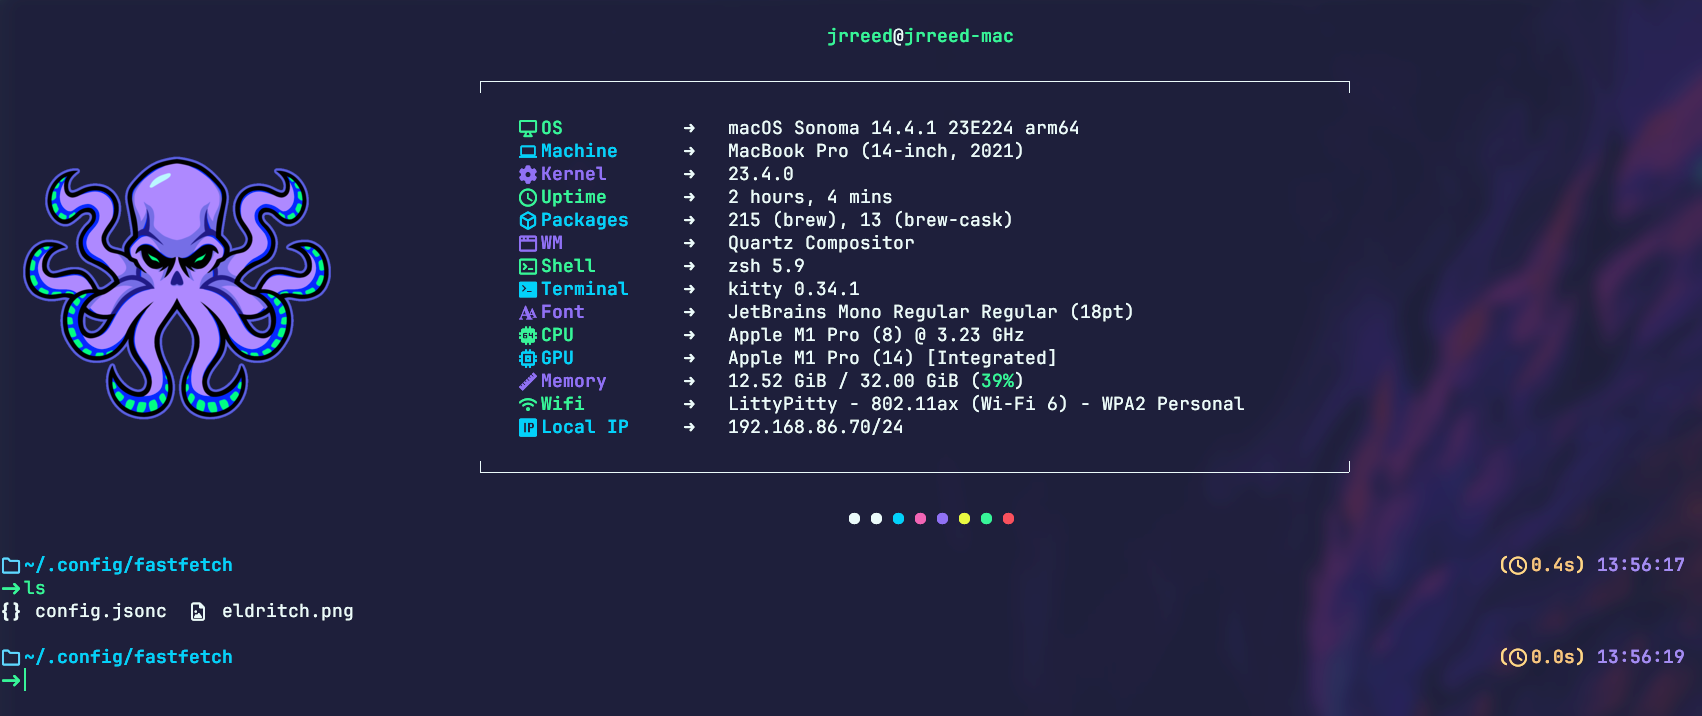 jrreed@jrreed-mac
OS → macOS Sonoma 14.4.1 23E224 arm64
Machine → MacBook Pro (14-inch, 2021)
Kernel → 23.4.0
Uptime → 2 hours, 4 mins
Packages → 215 (brew), 13 (brew-cask)
WM → Quartz Compositor
Shell → zsh 5.9
Terminal → kitty 0.34.1
Font → JetBrains Mono Regular Regular (18pt)
CPU → Apple M1 Pro (8) @ 3.23 GHz
GPU → Apple M1 Pro (14) [Integrated]
Memory → 12.52 GiB / 32.00 GiB (39%)
Wifi → LittyPitty - 802.11ax (Wi-Fi 6) - WPA2 Personal
IP Local IP → 192.168.86.70/24
~/.config/fastfetch (0.4s) 13:56:17
→ ls
{} config.jsonc eldritch.png
~/.config/fastfetch (0.0s) 13:56:19
→